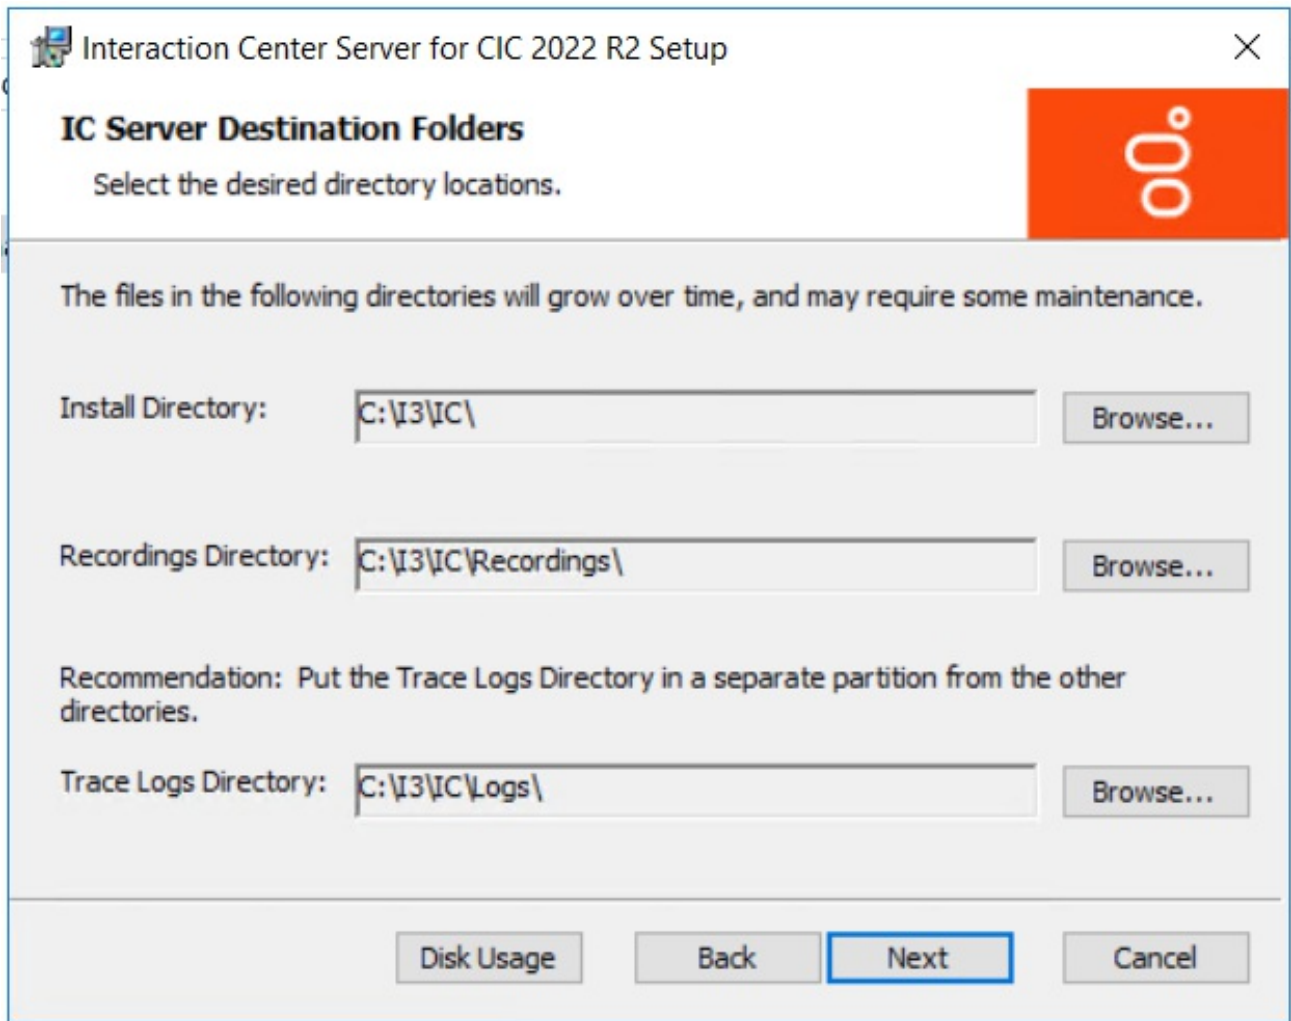 Interaction Center Server for CIC 2022 R2 Setup
IC Server Destination Folders
Select the desired directory locations.
The files in the following directories will grow over time, and may require some maintenance.
Install Directory:
C:\I3\IC\
Browse...
Recordings Directory:
C:\I3\IC\Recordings\
Browse...
Recommendation:  Put the Trace Logs Directory in a separate partition from the other
directories.
Trace Logs Directory:
C:\I3\IC\Logs\
Browse...
Disk Usage
Back
Next
Cancel